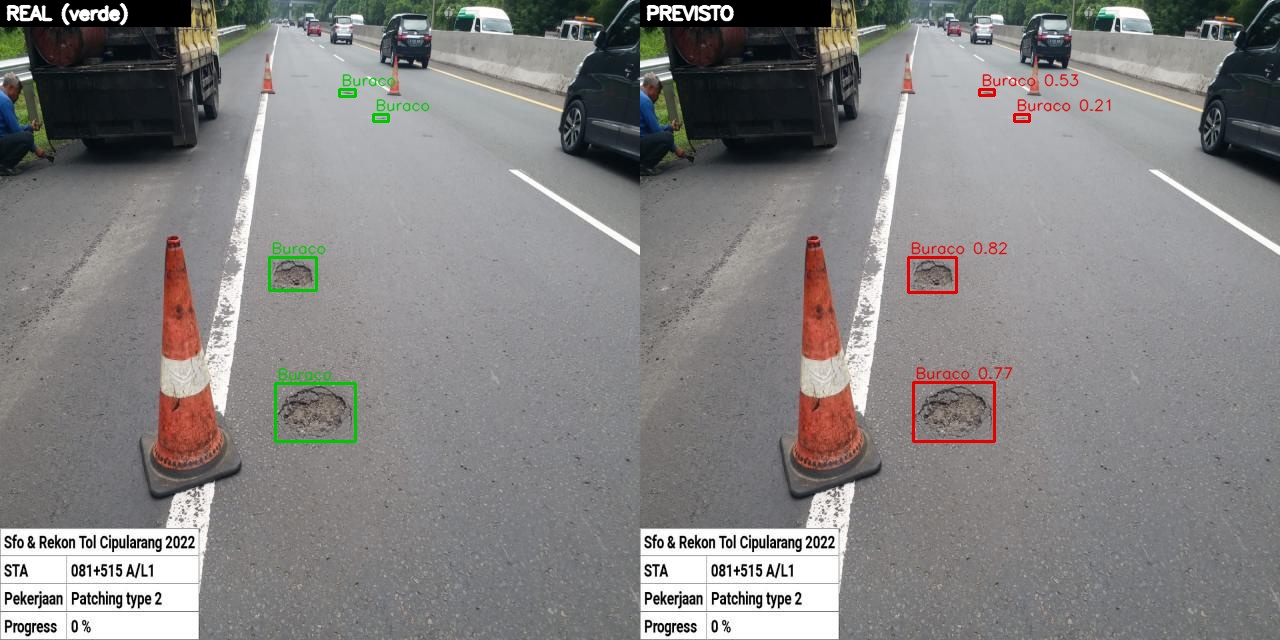 REAL (verde)
Buraco
Buraco
Buraco
Buraco
Sfo & Rekon Tol Cipularang 2022
STA 081+515 A/L1
Pekerjaan Patching type 2
Progress 0 %
PREVISTO
Buraco 0.53
Buraco 0.21
Buraco 0.82
Buraco 0.77
Sfo & Rekon Tol Cipularang 2022
STA 081+515 A/L1
Pekerjaan Patching type 2
Progress 0 %